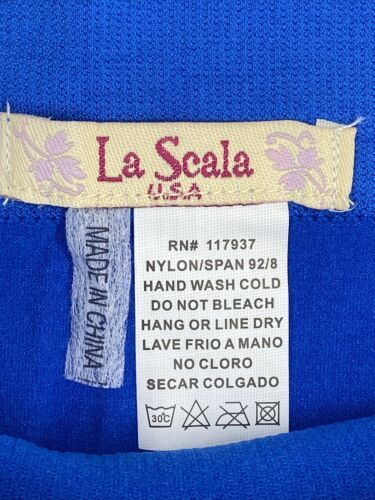 La Scala
U.S.A
MADE IN CHINA
RN# 117937
NYLON/SPAN 92/8
HAND WASH COLD
DO NOT BLEACH
HANG OR LINE DRY
LAVE FRIO A MANO
NO CLORO
SECAR COLGADO
30C